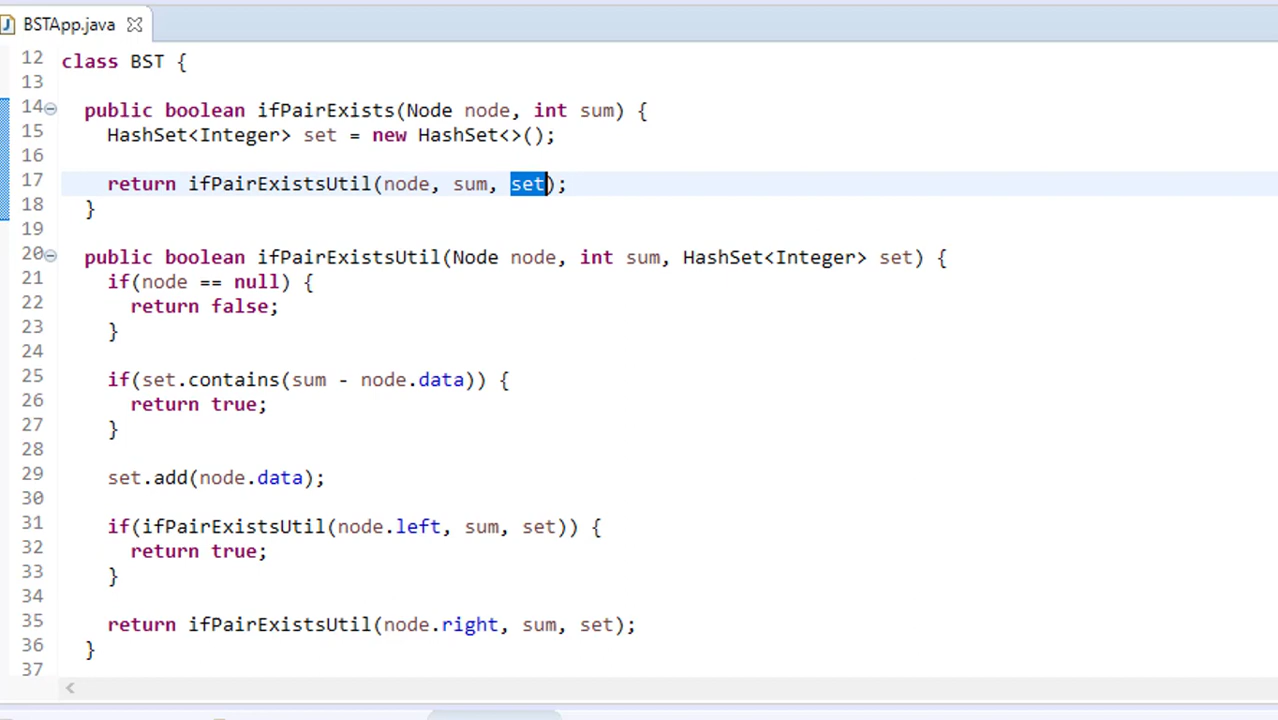 BSTApp.java
12 class BST {
13
14 public boolean ifPairExists(Node node, int sum) {
15 HashSet<Integer> set = new HashSet<>();
16
17 return ifPairExistsUtil(node, sum, set);
18 }
19
20 public boolean ifPairExistsUtil(Node node, int sum, HashSet<Integer> set) {
21 if(node == null) {
22 return false;
23 }
24
25 if(set.contains(sum - node.data)) {
26 return true;
27 }
28
29 set.add(node.data);
30
31 if(ifPairExistsUtil(node.left, sum, set)) {
32 return true;
33 }
34
35 return ifPairExistsUtil(node.right, sum, set);
36 }
37